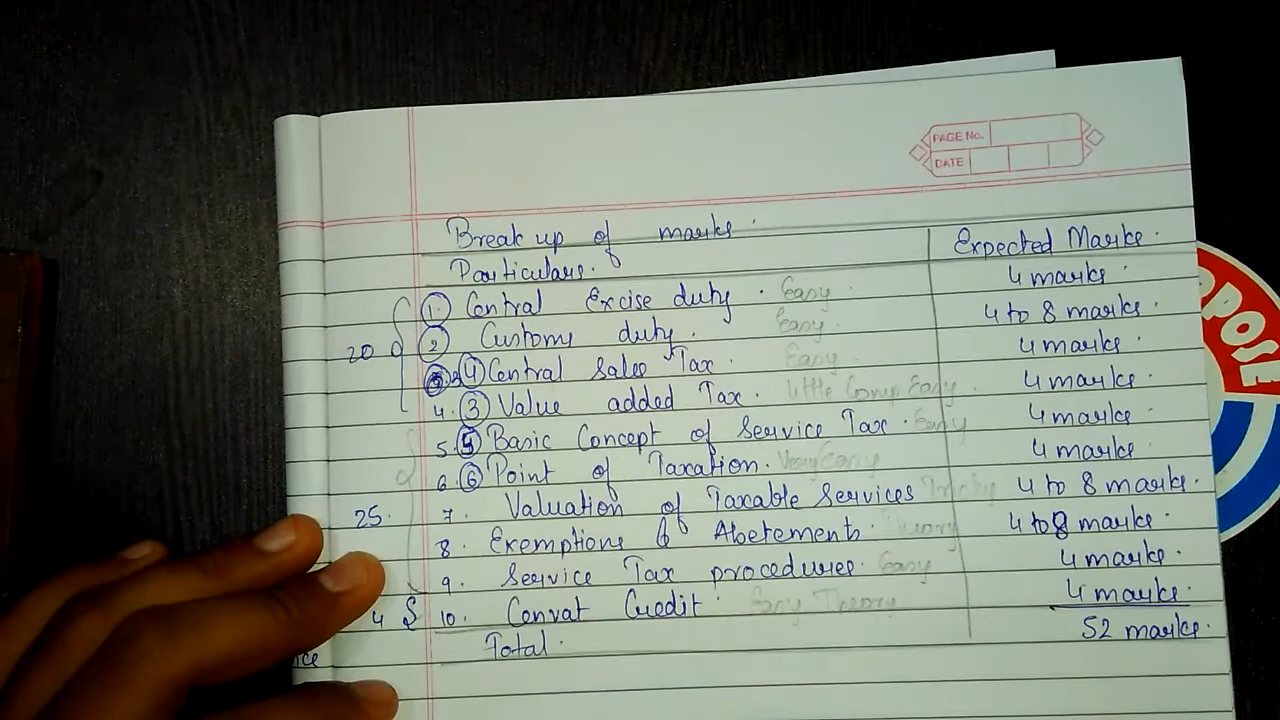 PAGE NO.
DATE
Break up of marks.
Particulars. Expected Marks.
1. Central Excise duty. Easy. 4 marks.
2 Customs duty. Easy. 4 to 8 marks.
20
3 4 Central Sales Tax. Easy. 4 marks.
4. 3 Value added Tax. little Comp Easy. 4 marks.
5. 5 Basic Concept of Service Tax. Easy 4 marks.
6. 6 Point of Taxation. Very Easy 4 marks.
25. 7. Valuation of Taxable Services Tricky 4 to 8 marks.
8. Exemptions & Abetements. Theory 4 to 8 marks.
9. Service Tax procedures. Easy 4 marks.
4 10. Cenvat Credit. Easy Theory 4 marks.
Total. 52 marks.